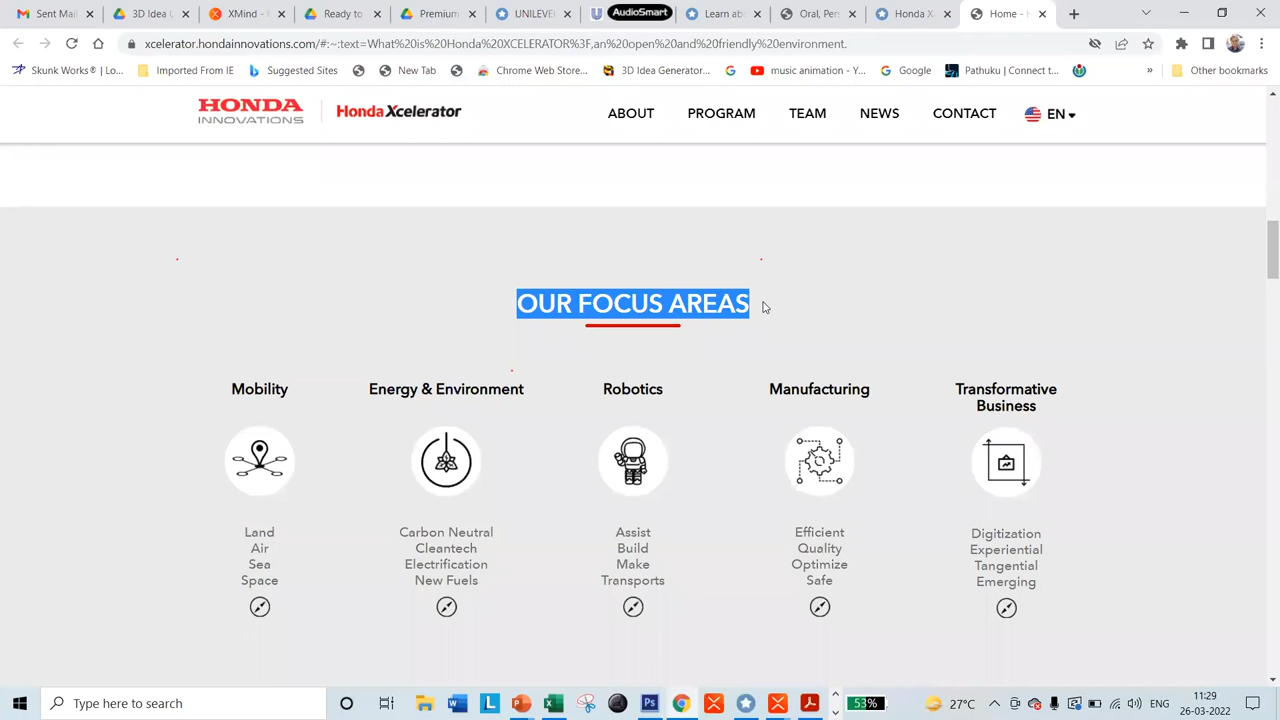 Sent Mail
3D Idea
XMind -
Review
Xcelerat
Premium
UNILEVE
AudioSmart
Learn ab
Oral, Per
Honda
Home -
xcelerator.hondainnovations.com/#:~:text=What%20is%20Honda%20XCELERATOR%3F,an%20open%20and%20friendly%20environment.
Skunk Works® | Lo...
Imported From IE
Suggested Sites
New Tab
Chrome Web Store...
3D Idea Generator...
music animation - Y...
Google
Pathuku | Connect t...
»
Other bookmarks
HONDA
INNOVATIONS
Honda Xcelerator
ABOUT
PROGRAM
TEAM
NEWS
CONTACT
EN
OUR FOCUS AREAS
Mobility
Land
Air
Sea
Space
Energy & Environment
Carbon Neutral
Cleantech
Electrification
New Fuels
Robotics
Assist
Build
Make
Transports
Manufacturing
Efficient
Quality
Optimize
Safe
Transformative
Business
Digitization
Experiential
Tangential
Emerging
Type here to
53%
27°C
ENG
11:29
26-03-2022